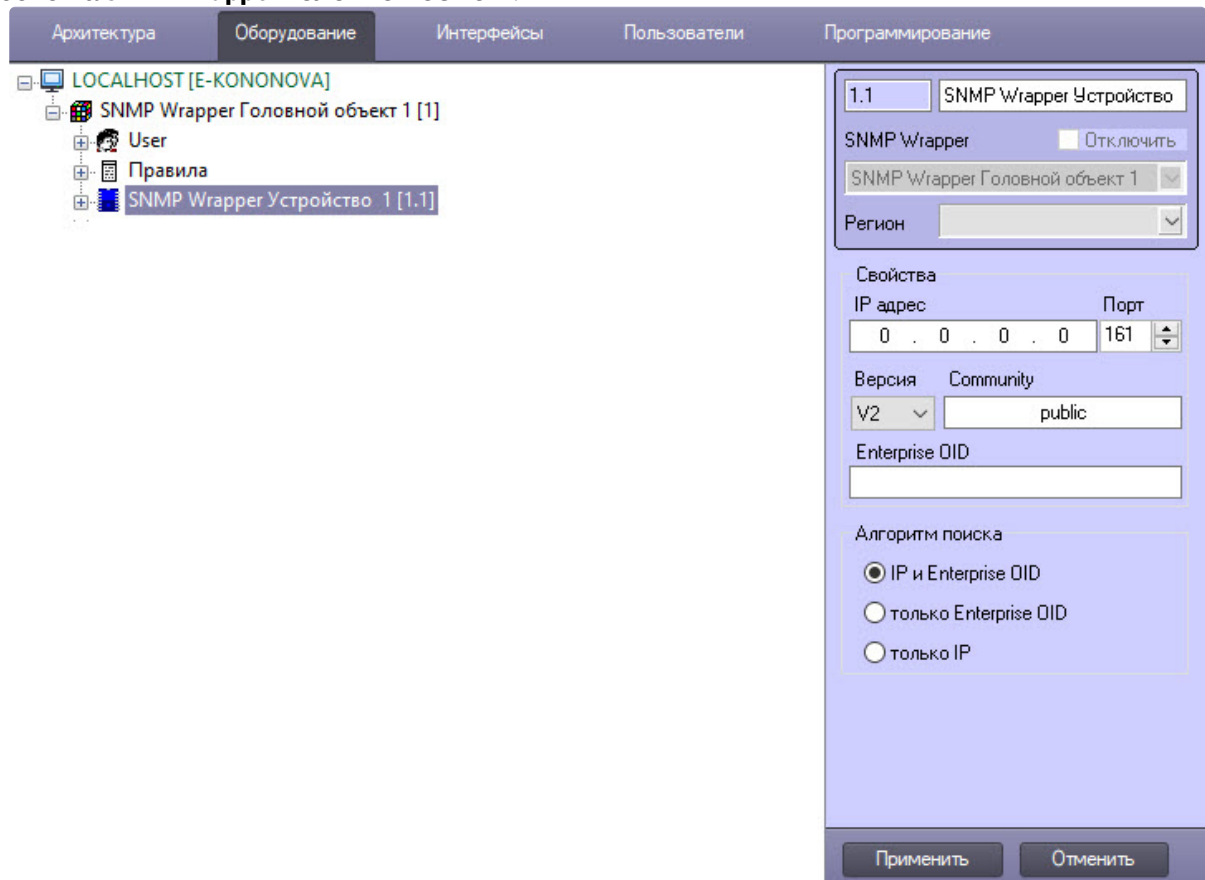 Архитектура Оборудование Интерфейсы Пользователи Программирование
LOCALHOST [E-KONONOVA]
SNMP Wrapper Головной объект 1 [1]
User
Правила
SNMP Wrapper Устройство 1 [1.1]
1.1 SNMP Wrapper Устройство
SNMP Wrapper Отключить
SNMP Wrapper Головной объект 1
Регион
Свойства
IP адрес Порт
0 . 0 . 0 . 0 161
Версия Community
V2 public
Enterprise OID
Алгоритм поиска
IP и Enterprise OID
только Enterprise OID
только IP
Применить Отменить